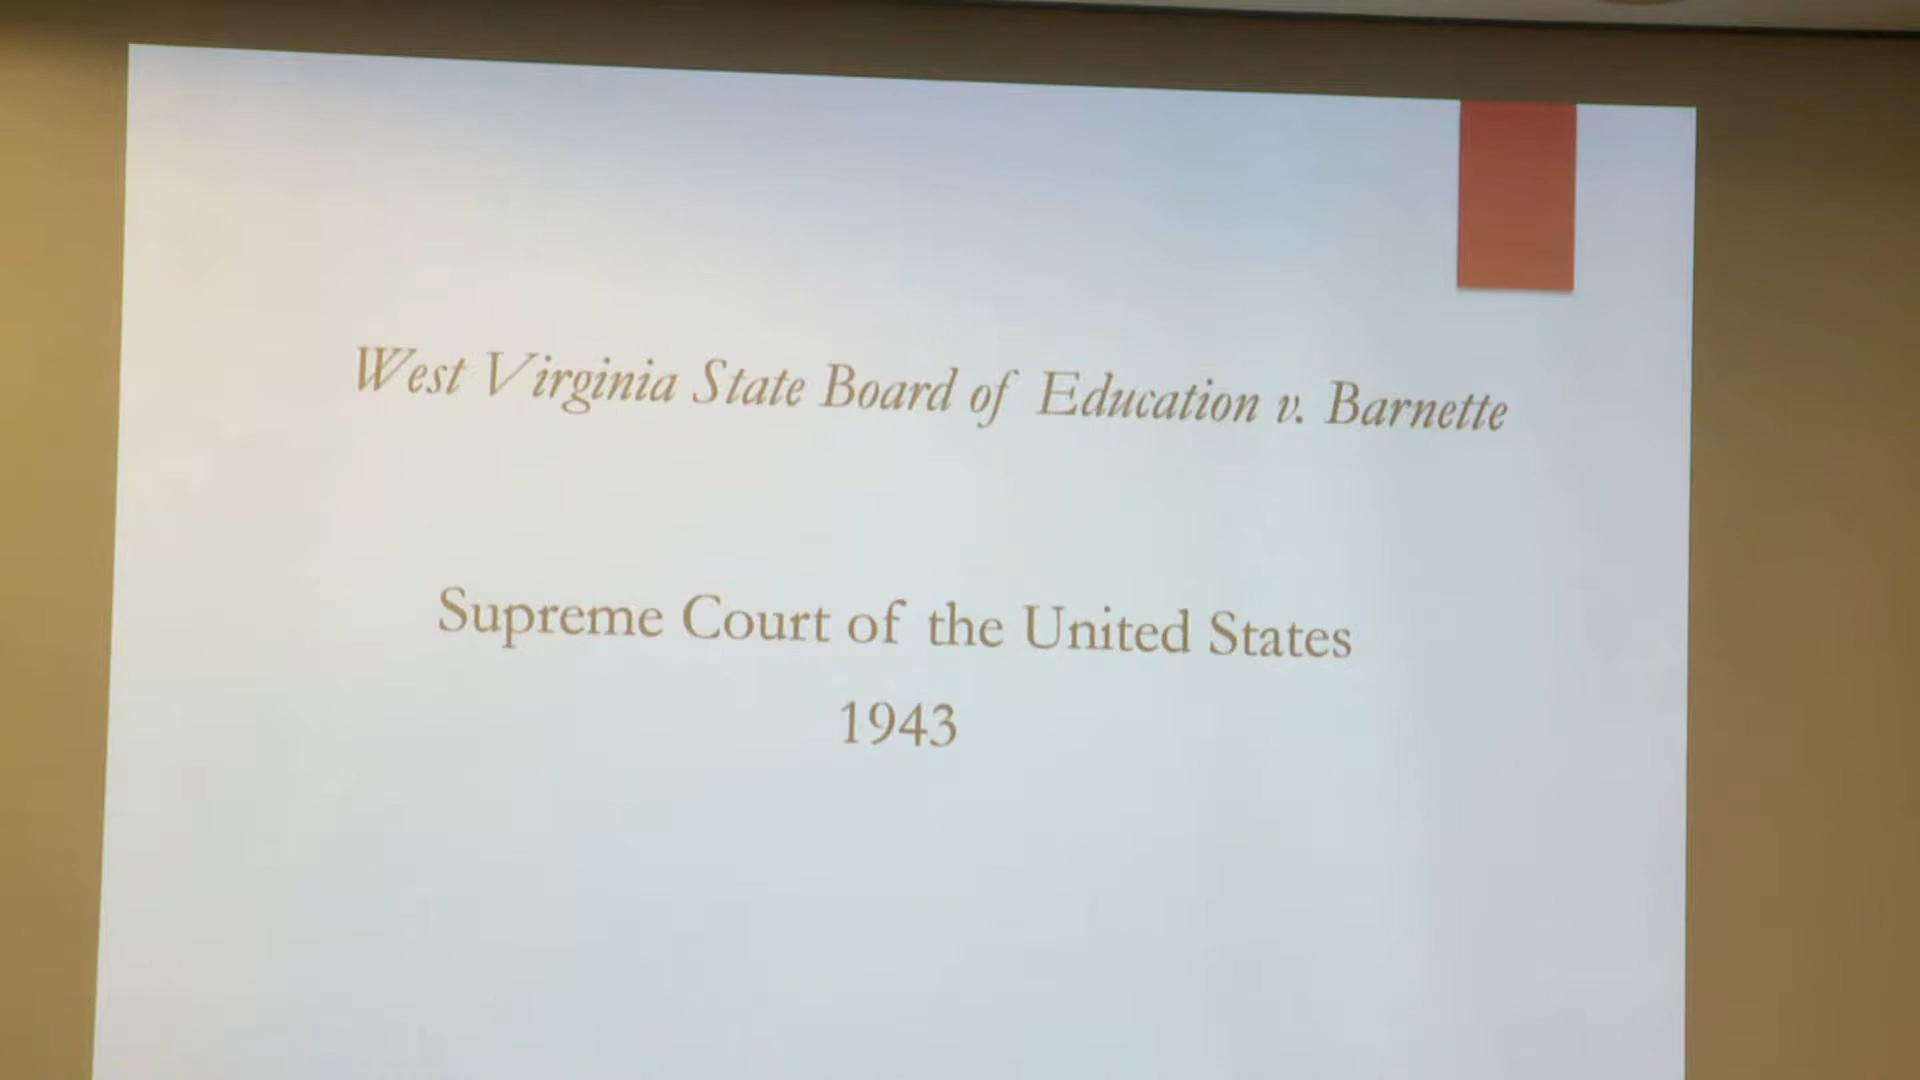 West Virginia State Board of Education v. Barnette
Supreme Court of the United States
1943